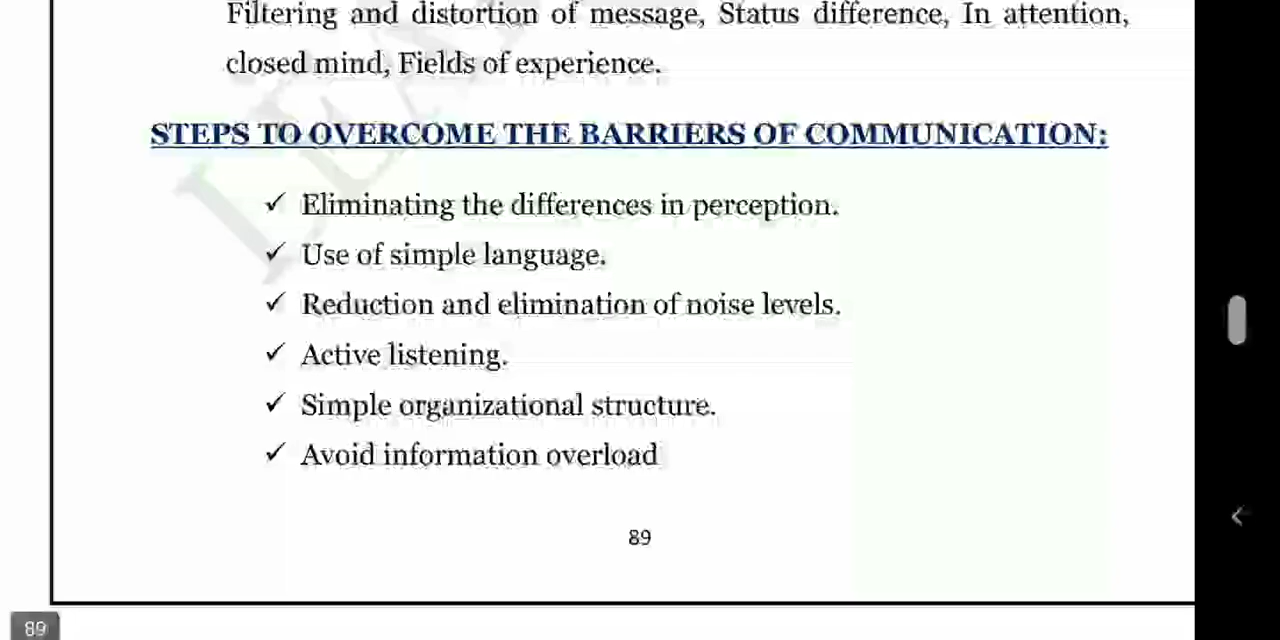 Filtering and distortion of message, Status difference, In attention,
closed mind, Fields of experience.
STEPS TO OVERCOME THE BARRIERS OF COMMUNICATION:
✓ Eliminating the differences in perception.
✓ Use of simple language.
✓ Reduction and elimination of noise levels.
✓ Active listening.
✓ Simple organizational structure.
✓ Avoid information overload
89
89